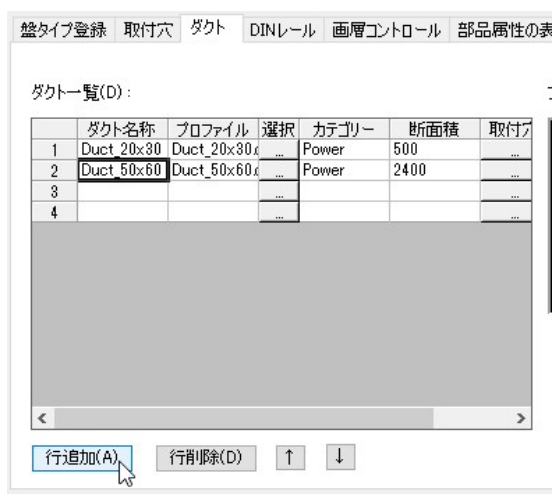 盤タイプ登録 取付穴 ダクト DINレール 画層コントロール 部品属性の表
ダクト一覧(D):
ダクト名称 プロファイル 選択 カテゴリー 断面積 取付穴
1 Duct_20x30 Duct_20x30.d ... Power 500 ...
2 Duct_50x60 Duct_50x60.d ... Power 2400 ...
3 ... ...
4 ... ...
行追加(A) 行削除(D) ↑ ↓